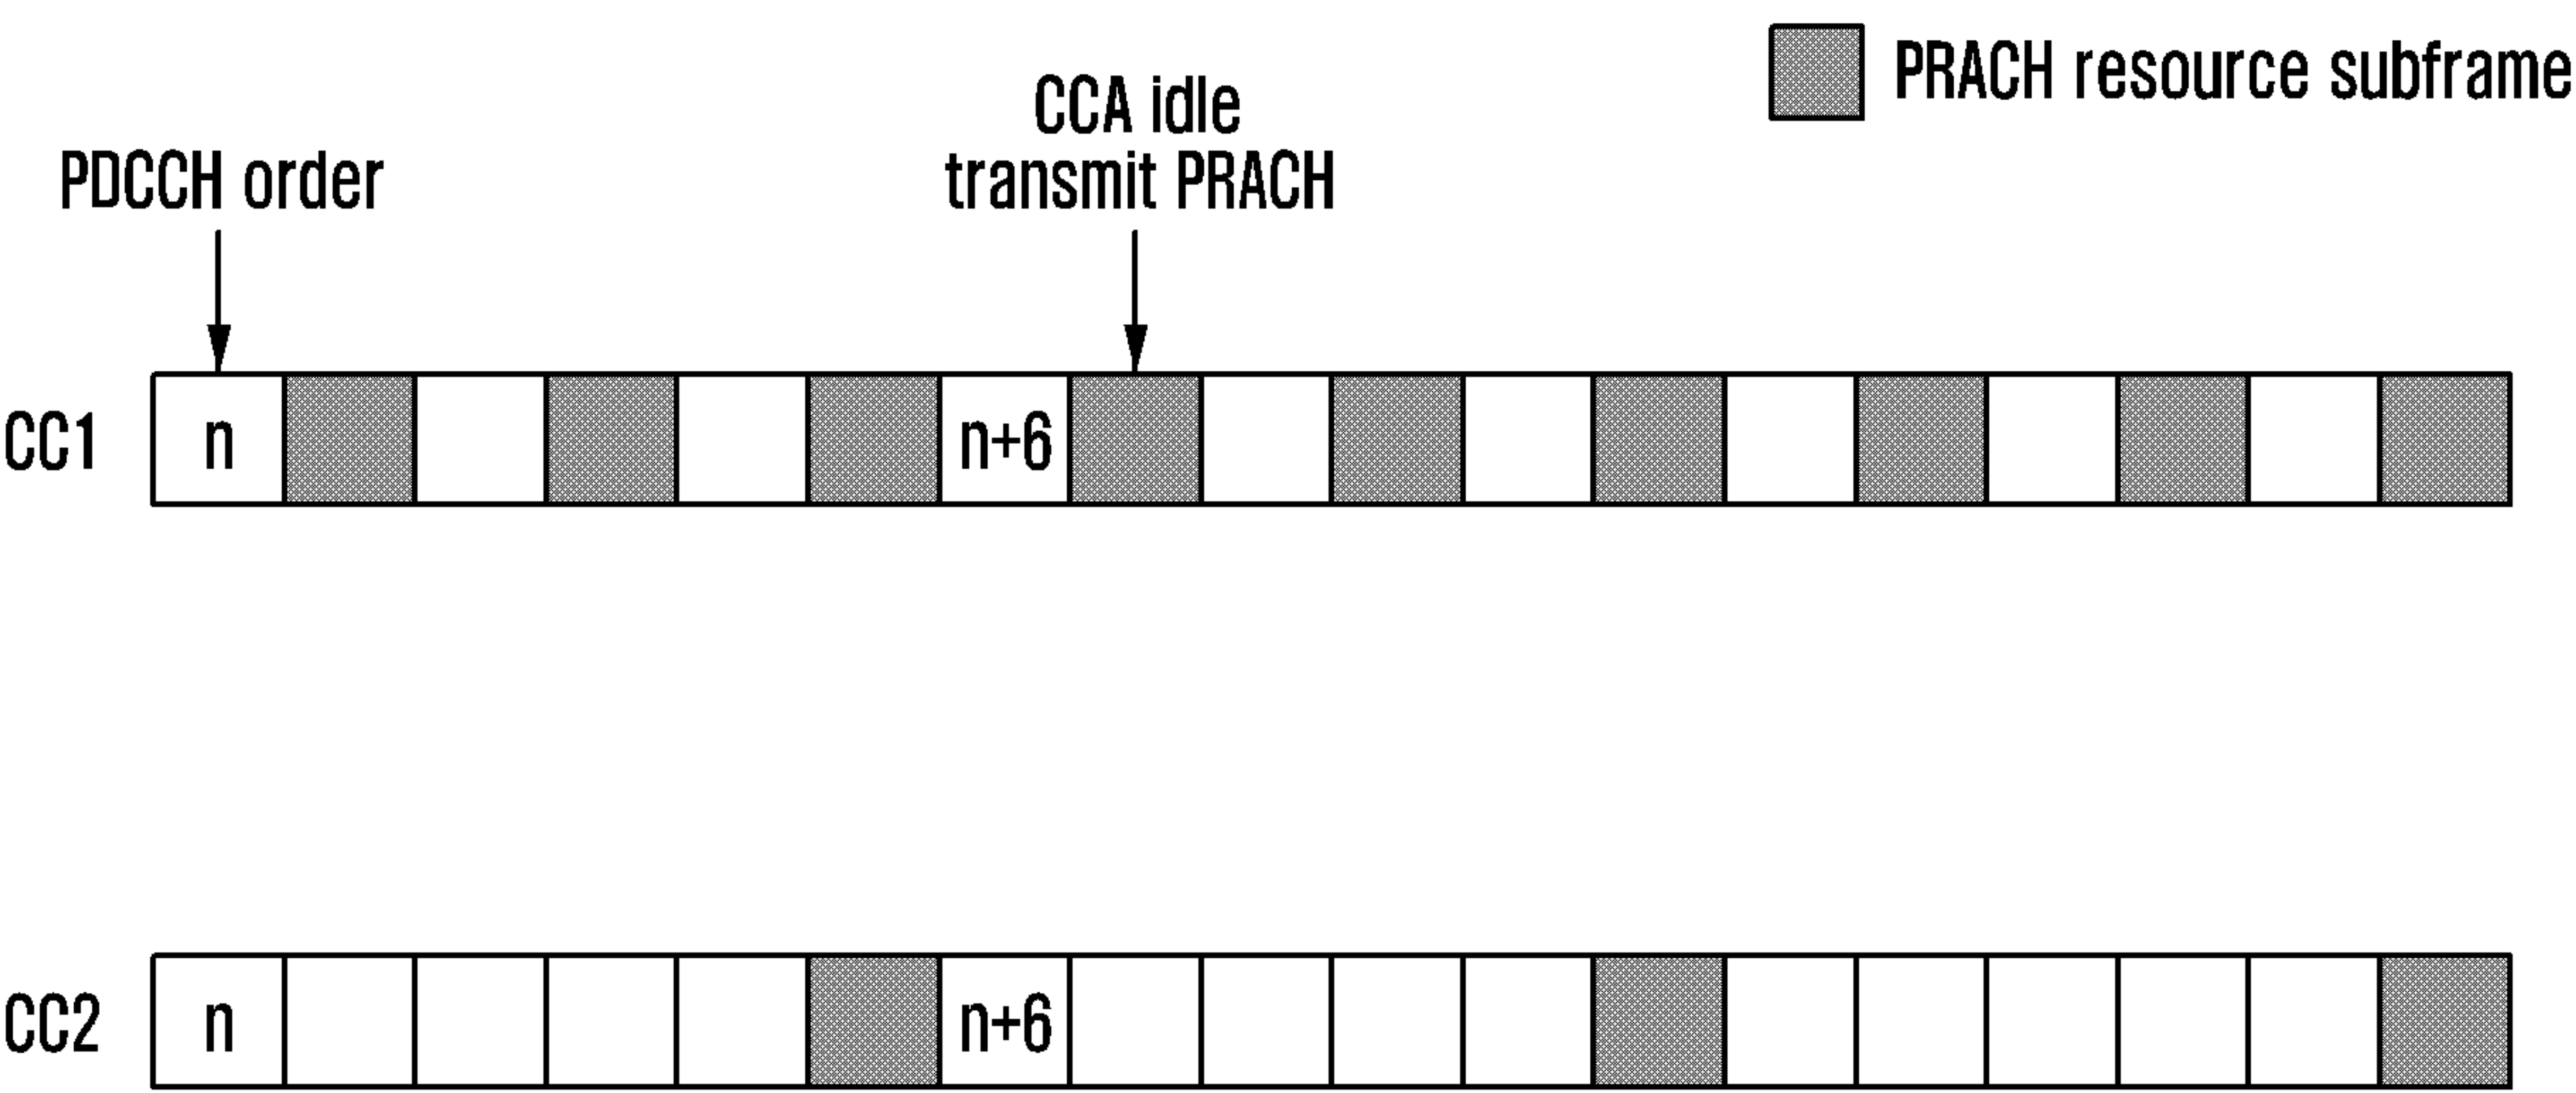 PRACH resource subframe
CCA idle
transmit PRACH
PDCCH order
CC1 n n+6
CC2 n n+6